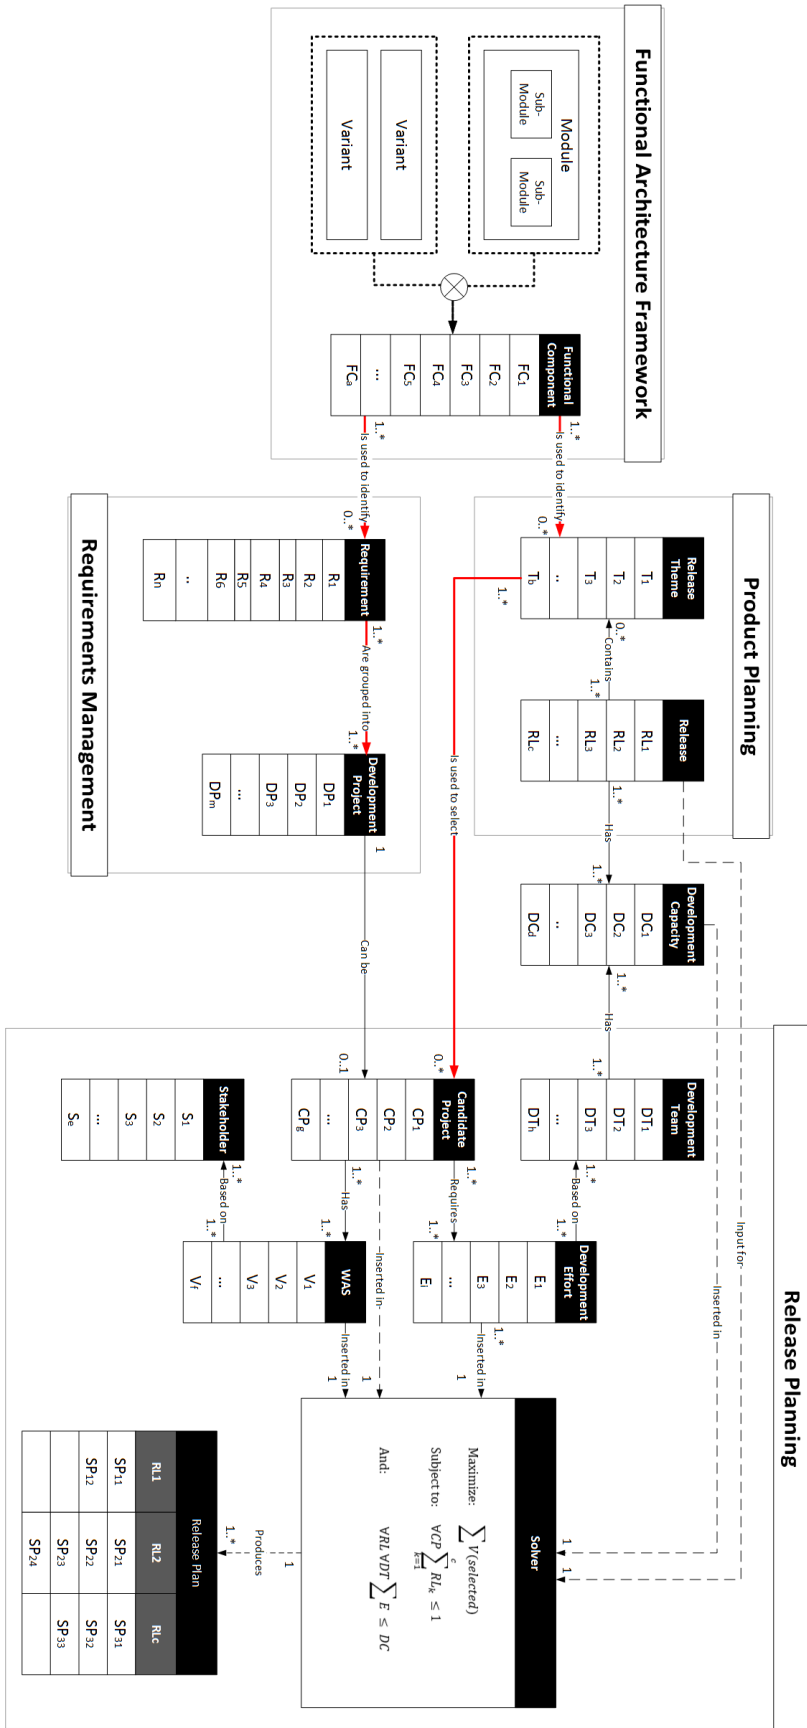 Functional Architecture Framework
Module
Sub-
Module
Sub-
Module
Variant
Variant
Functional
Component
FC1
FC2
FC3
FC4
FC5
...
FCa
1..*
Is used to identify
0..*
1..*
Is used to identify
0..*
Product Planning
Release
Theme
T1
T2
T3
...
Tb
0..*
Contains
1..*
Release
RL1
RL2
RL3
...
RLc
1..*
Has
1..*
1..*
Is used to select
0..*
Requirements Management
Requirement
R1
R2
R3
R4
R5
R6
..
Rn
1..*
Are grouped into
1..*
Development
Project
DP1
DP2
DP3
...
DPm
1
Can be
0..1
Development
Capacity
DC1
DC2
DC3
...
DCd
1..*
Has
1..*
Release Planning
Development
Team
DT1
DT2
DT3
...
DTh
1..*
Based on
1..*
Development
Effort
E1
E2
E3
...
Ei
1..*
Inserted in
1
Candidate
Project
CP1
CP2
CP3
...
CPg
1..*
Requires
1..*
1..*
Has
1..*
Inserted in
1
WAS
V1
V2
V3
...
Vf
Inserted in
1
Stakeholder
S1
S2
S3
...
Se
1..*
Based on
1..*
Input for
1
Inserted in
1
Solver
Maximize: ∑ V(selected)
Subject to: ∀CP ∑ᶜₖ₌₁ RLₖ ≤ 1
And: ∀RL ∀DT ∑ E ≤ DC
1
Produces
1..*
Release Plan
RL1 RL2 RLc
SP11 SP21 SP31
SP12 SP22 SP32
SP23 SP33
SP24